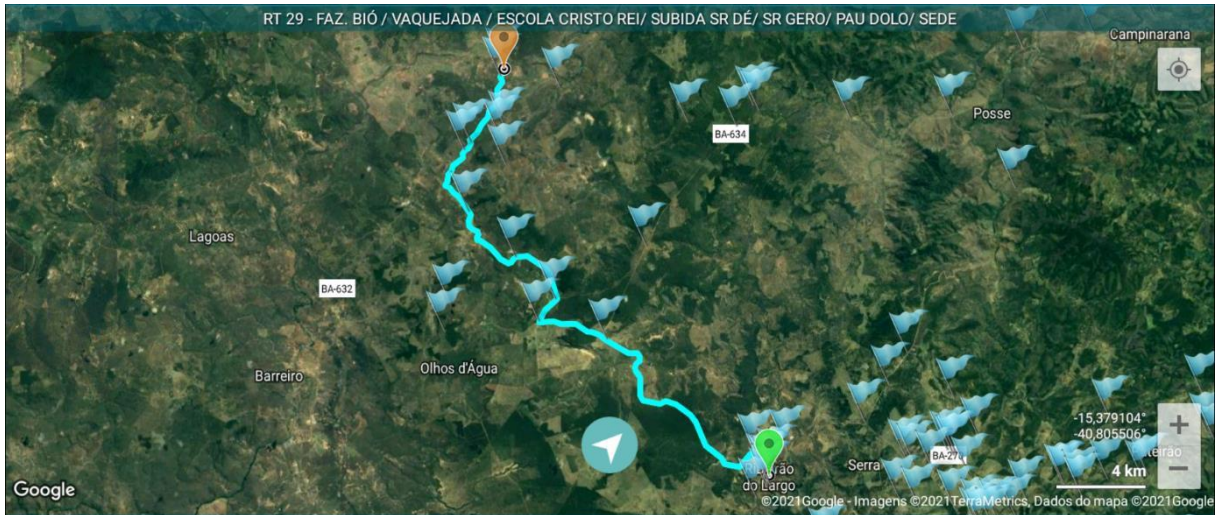 RT 29 - FAZ. BIÓ / VAQUEJADA / ESCOLA CRISTO REI/ SUBIDA SR DÉ/ SR GERO/ PAU DOLO/ SEDE
Campinarana
Posse
BA-634
Lagoas
BA-632
Olhos d'Água
Barreiro
-15,379104°
-40,805506°
Serra
do Largo
4 km
Google
©2021Google - Imagens ©2021TerraMetrics, Dados do mapa ©2021Google